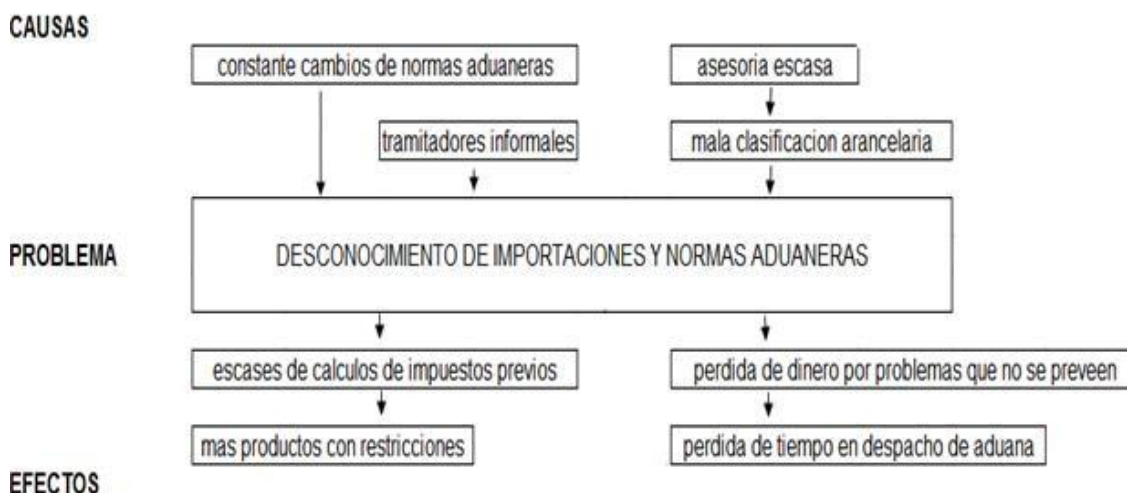 CAUSAS
constante cambios de normas aduaneras
asesoria escasa
tramitadores informales
mala clasificacion arancelaria
PROBLEMA
DESCONOCIMIENTO DE IMPORTACIONES Y NORMAS ADUANERAS
escases de calculos de impuestos previos
perdida de dinero por problemas que no se preveen
mas productos con restricciones
perdida de tiempo en despacho de aduana
EFECTOS